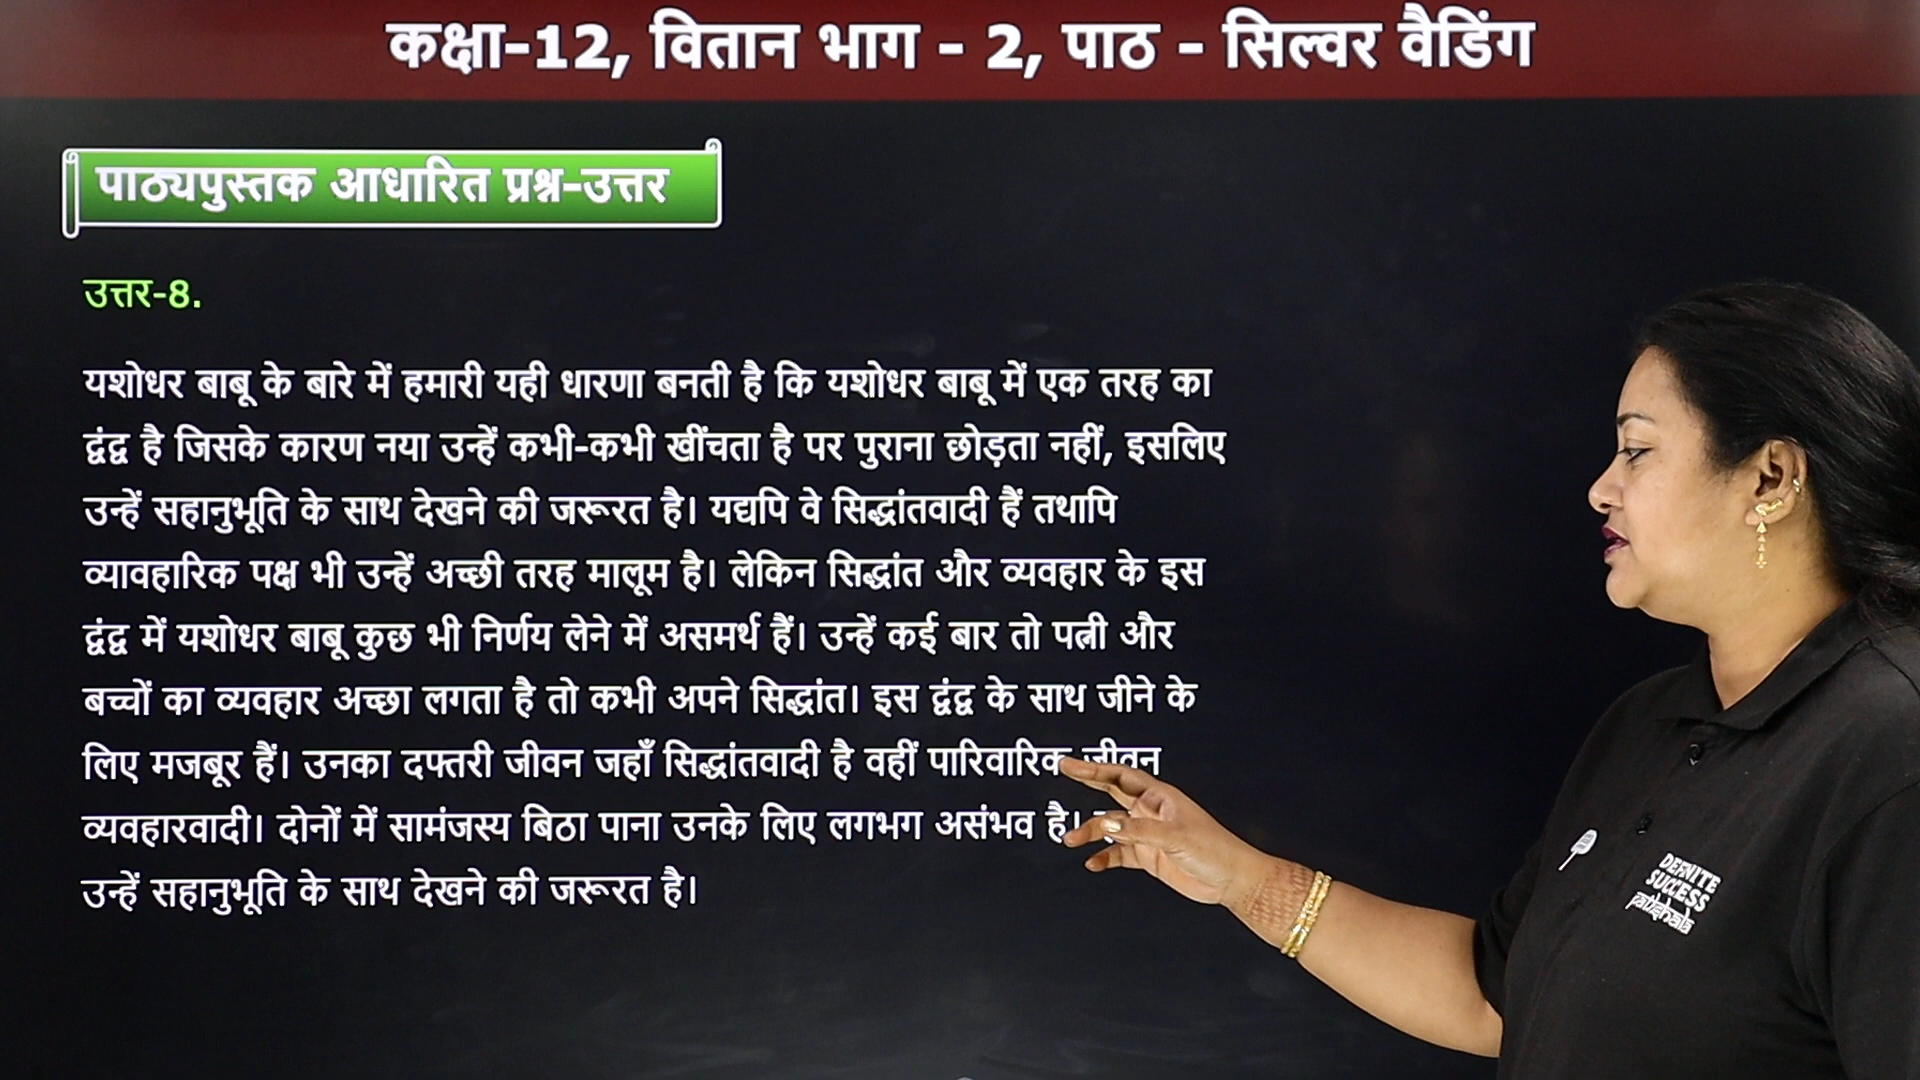 कक्षा-12, वितान भाग - 2, पाठ - सिल्वर वैडिंग
पाठ्यपुस्तक आधारित प्रश्न-उत्तर
उत्तर-8.
यशोधर बाबू के बारे में हमारी यही धारणा बनती है कि यशोधर बाबू में एक तरह का
द्वंद्व है जिसके कारण नया उन्हें कभी-कभी खींचता है पर पुराना छोड़ता नहीं, इसलिए
उन्हें सहानुभूति के साथ देखने की जरूरत है। यद्यपि वे सिद्धांतवादी हैं तथापि
व्यावहारिक पक्ष भी उन्हें अच्छी तरह मालूम है। लेकिन सिद्धांत और व्यवहार के इस
द्वंद्व में यशोधर बाबू कुछ भी निर्णय लेने में असमर्थ हैं। उन्हें कई बार तो पत्नी और
बच्चों का व्यवहार अच्छा लगता है तो कभी अपने सिद्धांत। इस द्वंद्व के साथ जीने के
लिए मजबूर हैं। उनका दफ्तरी जीवन जहाँ सिद्धांतवादी है वहीं पारिवारिक जीवन
व्यवहारवादी। दोनों में सामंजस्य बिठा पाना उनके लिए लगभग असंभव है।
उन्हें सहानुभूति के साथ देखने की जरूरत है।
DEFINITE
SUCCESS
pathshala